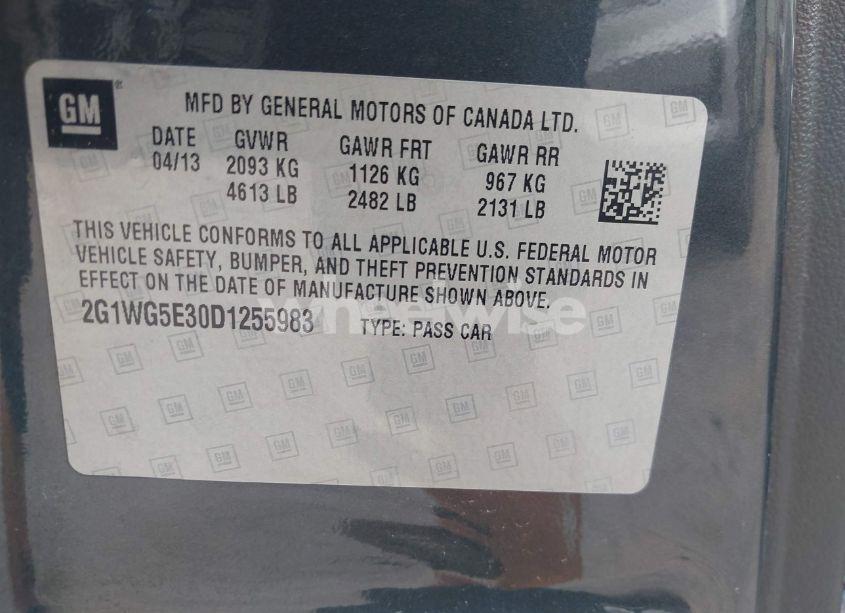 GM
MFD BY GENERAL MOTORS OF CANADA LTD.
DATE GVWR GAWR FRT GAWR RR
04/13 2093 KG 1126 KG 967 KG
4613 LB 2482 LB 2131 LB
THIS VEHICLE CONFORMS TO ALL APPLICABLE U.S. FEDERAL MOTOR
VEHICLE SAFETY, BUMPER, AND THEFT PREVENTION STANDARDS IN
EFFECT ON THE DATE OF MANUFACTURE SHOWN ABOVE.
2G1WG5E30D1255983 TYPE: PASS CAR
wheelwise